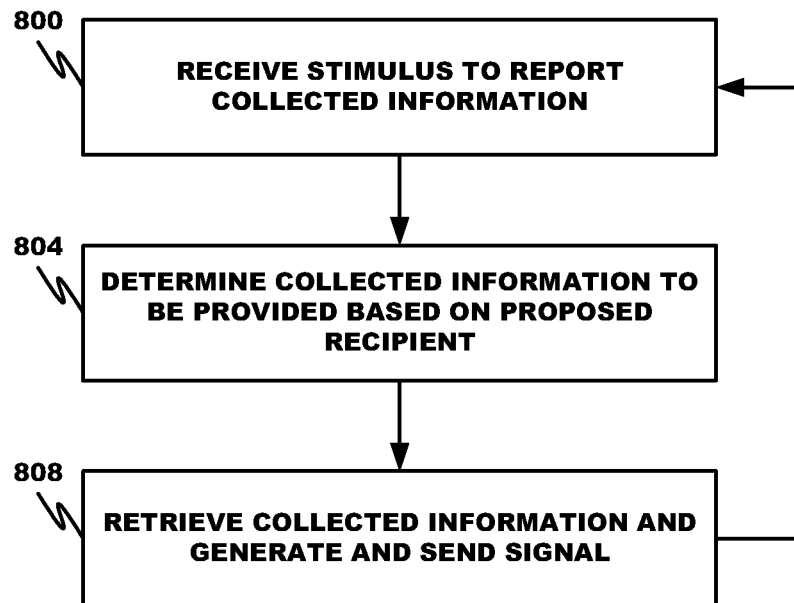 800
RECEIVE STIMULUS TO REPORT
COLLECTED INFORMATION
804
DETERMINE COLLECTED INFORMATION TO
BE PROVIDED BASED ON PROPOSED
RECIPIENT
808
RETRIEVE COLLECTED INFORMATION AND
GENERATE AND SEND SIGNAL